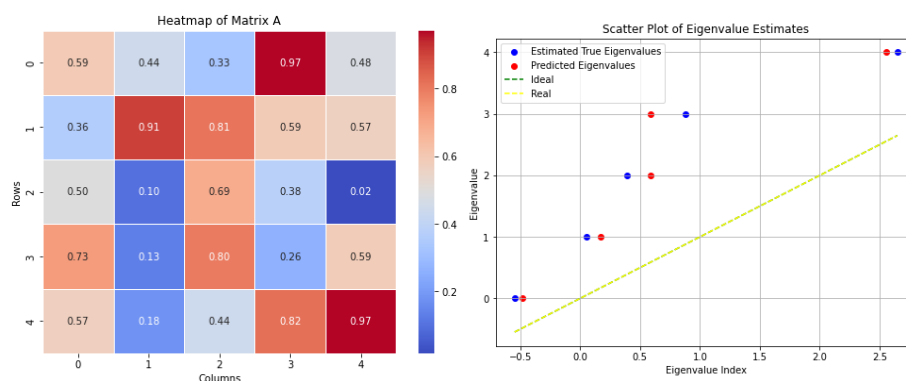 Heatmap of Matrix A
Rows
0
0.59 0.44 0.33 0.97 0.48
1
0.36 0.91 0.81 0.59 0.57
2
0.50 0.10 0.69 0.38 0.02
3
0.73 0.13 0.80 0.26 0.59
4
0.57 0.18 0.44 0.82 0.97
0 1 2 3 4
Columns
0.8
0.6
0.4
0.2
Scatter Plot of Eigenvalue Estimates
Estimated True Eigenvalues
Predicted Eigenvalues
Ideal
Real
Eigenvalue
4
3
2
1
0
−0.5 0.0 0.5 1.0 1.5 2.0 2.5
Eigenvalue Index